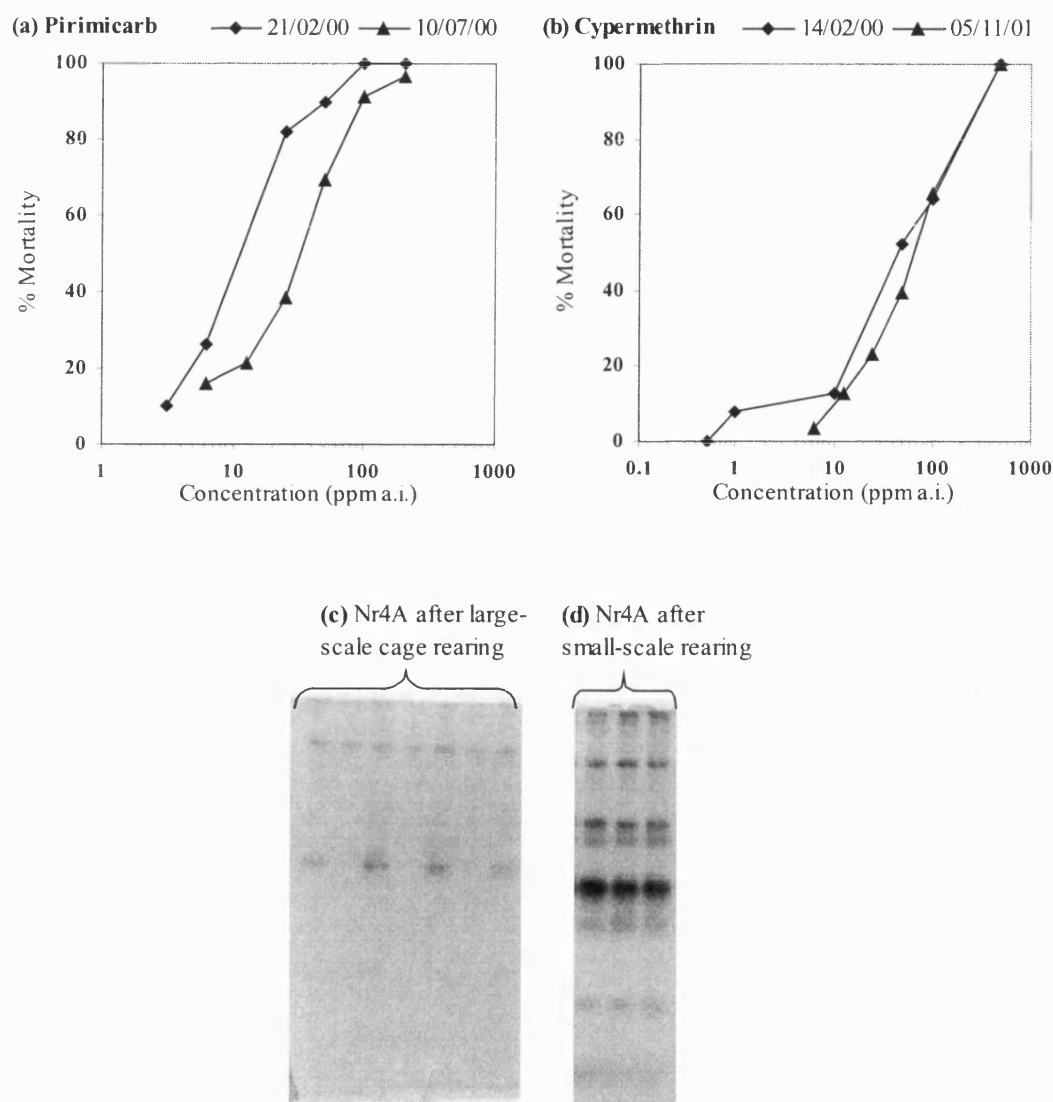 (a) Pirimicarb 21/02/00 10/07/00
100
80
60
40
20
0
% Mortality
1 10 100 1000
Concentration (ppm a.i.)
(b) Cypermethrin 14/02/00 05/11/01
100
80
60
40
20
0
% Mortality
0.1 1 10 100 1000
Concentration (ppm a.i.)
(c) Nr4A after large-
scale cage rearing
(d) Nr4A after
small-scale rearing